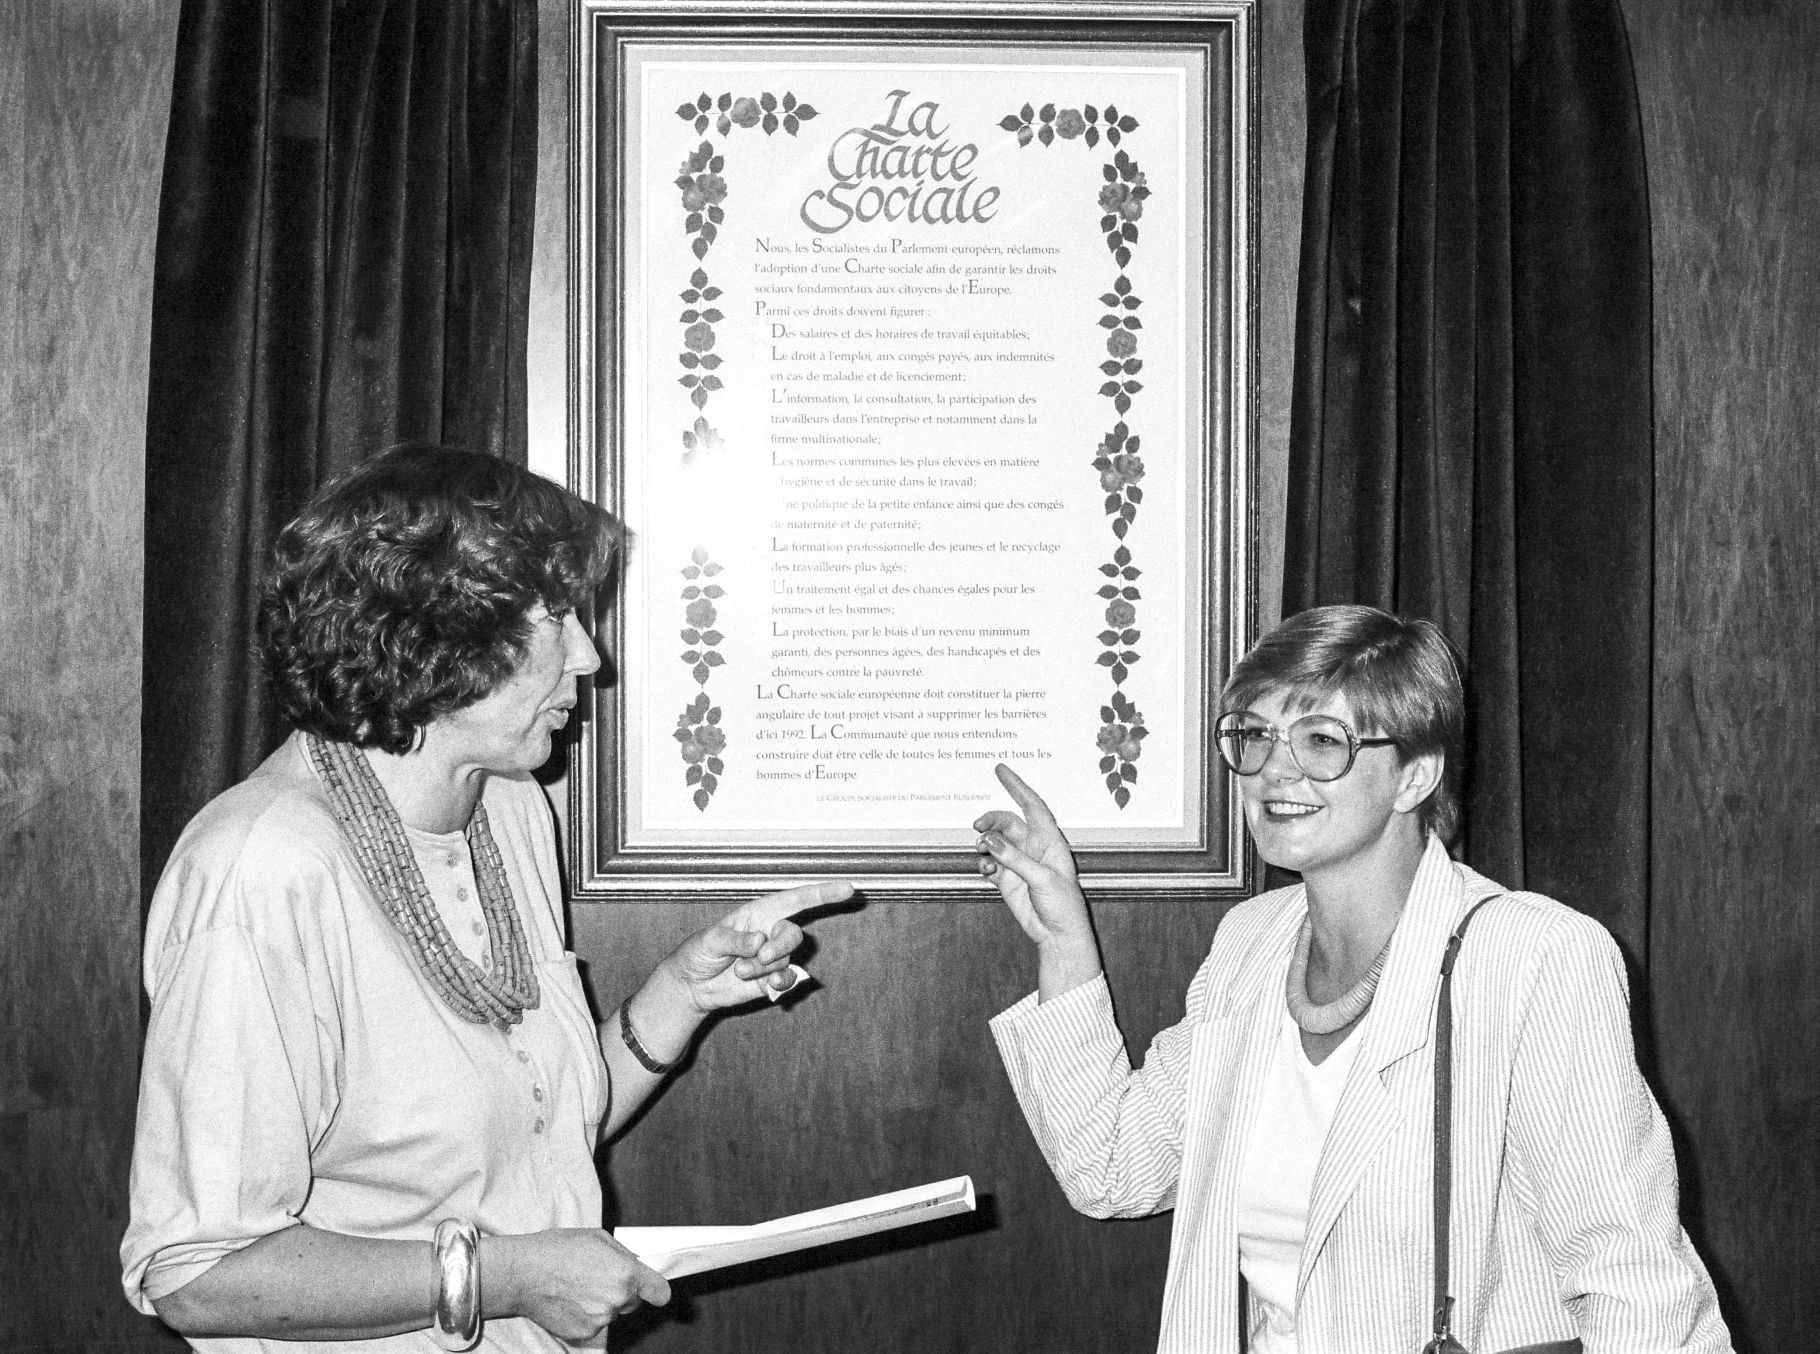 La
Charte
Sociale
Nous, les Socialistes du Parlement européen, réclamons
l'adoption d'une Charte sociale afin de garantir les droits
sociaux fondamentaux aux citoyens de l'Europe.
Parmi ces droits doivent figurer :
Des salaires et des horaires de travail équitables;
Le droit à l'emploi, aux congés payés, aux indemnités
en cas de maladie et de licenciement;
L'information, la consultation, la participation des
travailleurs dans l'entreprise et notamment dans la
firme multinationale;
Les normes communes les plus élevées en matière
d'hygiène et de sécurité dans le travail;
Une politique de la petite enfance ainsi que des congés
de maternité et de paternité;
La formation professionnelle des jeunes et le recyclage
des travailleurs plus âgés;
Un traitement égal et des chances égales pour les
femmes et les hommes;
La protection, par le biais d'un revenu minimum
garanti, des personnes âgées, des handicapés et des
chômeurs contre la pauvreté.
La Charte sociale européenne doit constituer la pierre
angulaire de tout projet visant à supprimer les barrières
d'ici 1992. La Communauté que nous entendons
construire doit être celle de toutes les femmes et tous les
hommes d'Europe.
LE GROUPE SOCIALISTE DU PARLEMENT EUROPÉEN